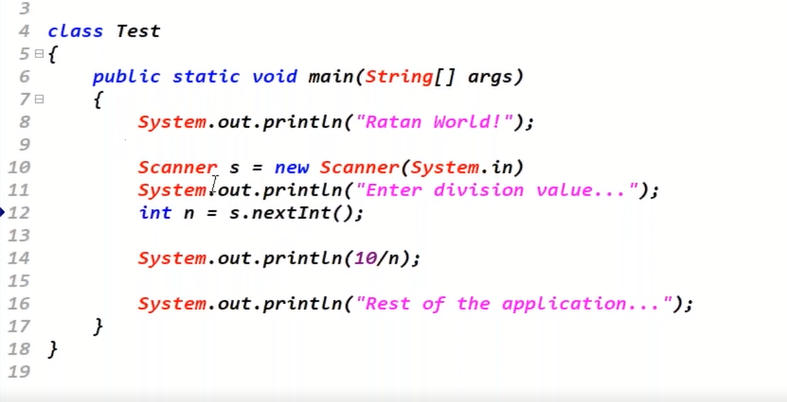 3
4 class Test
5 {
6 public static void main(String[] args)
7 {
8 System.out.println("Ratan World!");
9
10 Scanner s = new Scanner(System.in)
11 System.out.println("Enter division value...");
12 int n = s.nextInt();
13
14 System.out.println(10/n);
15
16 System.out.println("Rest of the application...");
17 }
18 }
19